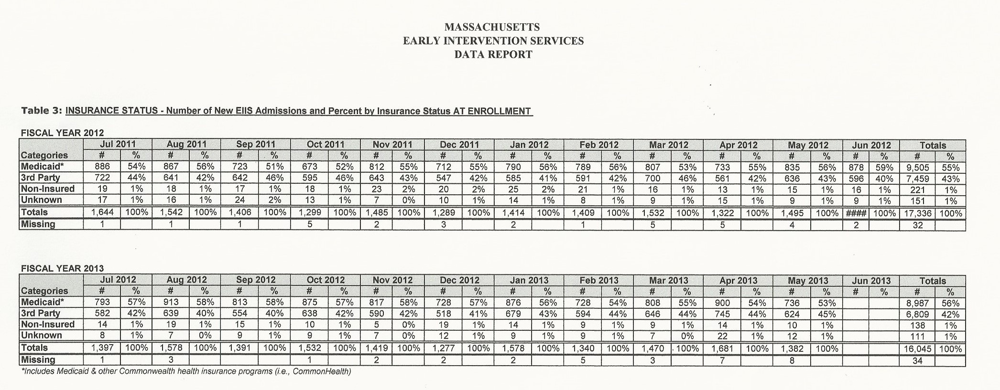 MASSACHUSETTS
EARLY INTERVENTION SERVICES
DATA REPORT
Table 3: INSURANCE STATUS - Number of New EIIS Admissions and Percent by Insurance Status AT ENROLLMENT
FISCAL YEAR 2012
Jul 2011 Aug 2011 Sep 2011 Oct 2011 Nov 2011 Dec 2011 Jan 2012 Feb 2012 Mar 2012 Apr 2012 May 2012 Jun 2012 Totals
Categories # % # % # % # % # % # % # % # % # % # % # % # % # %
Medicaid* 886 54% 867 56% 723 51% 673 52% 812 55% 712 55% 790 56% 789 56% 807 53% 733 55% 835 56% 878 59% 9,505 55%
3rd Party 722 44% 641 42% 642 46% 595 46% 643 43% 547 42% 585 41% 591 42% 700 46% 561 42% 636 43% 596 40% 7,459 43%
Non-Insured 19 1% 18 1% 17 1% 18 1% 23 2% 20 2% 25 2% 21 1% 16 1% 13 1% 15 1% 16 1% 221 1%
Unknown 17 1% 16 1% 24 2% 13 1% 7 0% 10 1% 14 1% 8 1% 9 1% 15 1% 9 1% 9 1% 151 1%
Totals 1,644 100% 1,542 100% 1,406 100% 1,299 100% 1,485 100% 1,289 100% 1,414 100% 1,409 100% 1,532 100% 1,322 100% 1,495 100% #### 100% 17,336 100%
Missing 1 1 1 5 2 3 2 1 5 5 4 2 32
FISCAL YEAR 2013
Jul 2012 Aug 2012 Sep 2012 Oct 2012 Nov 2012 Dec 2012 Jan 2013 Feb 2013 Mar 2013 Apr 2013 May 2013 Jun 2013 Totals
Categories # % # % # % # % # % # % # % # % # % # % # % # % # %
Medicaid* 793 57% 913 58% 813 58% 875 57% 817 58% 728 57% 876 56% 728 54% 808 55% 900 54% 736 53% 8,987 56%
3rd Party 582 42% 639 40% 554 40% 638 42% 590 42% 518 41% 679 43% 594 44% 646 44% 745 44% 624 45% 6,809 42%
Non-Insured 14 1% 19 1% 15 1% 10 1% 5 0% 19 1% 14 1% 9 1% 9 1% 14 1% 10 1% 138 1%
Unknown 8 1% 7 0% 9 1% 9 1% 7 0% 12 1% 9 1% 9 1% 7 0% 22 1% 12 1% 111 1%
Totals 1,397 100% 1,578 100% 1,391 100% 1,532 100% 1,419 100% 1,277 100% 1,578 100% 1,340 100% 1,470 100% 1,681 100% 1,382 100% 16,045 100%
Missing 1 3 1 2 2 2 5 3 7 8 34
*Includes Medicaid & other Commonwealth health insurance programs (i.e., CommonHealth)